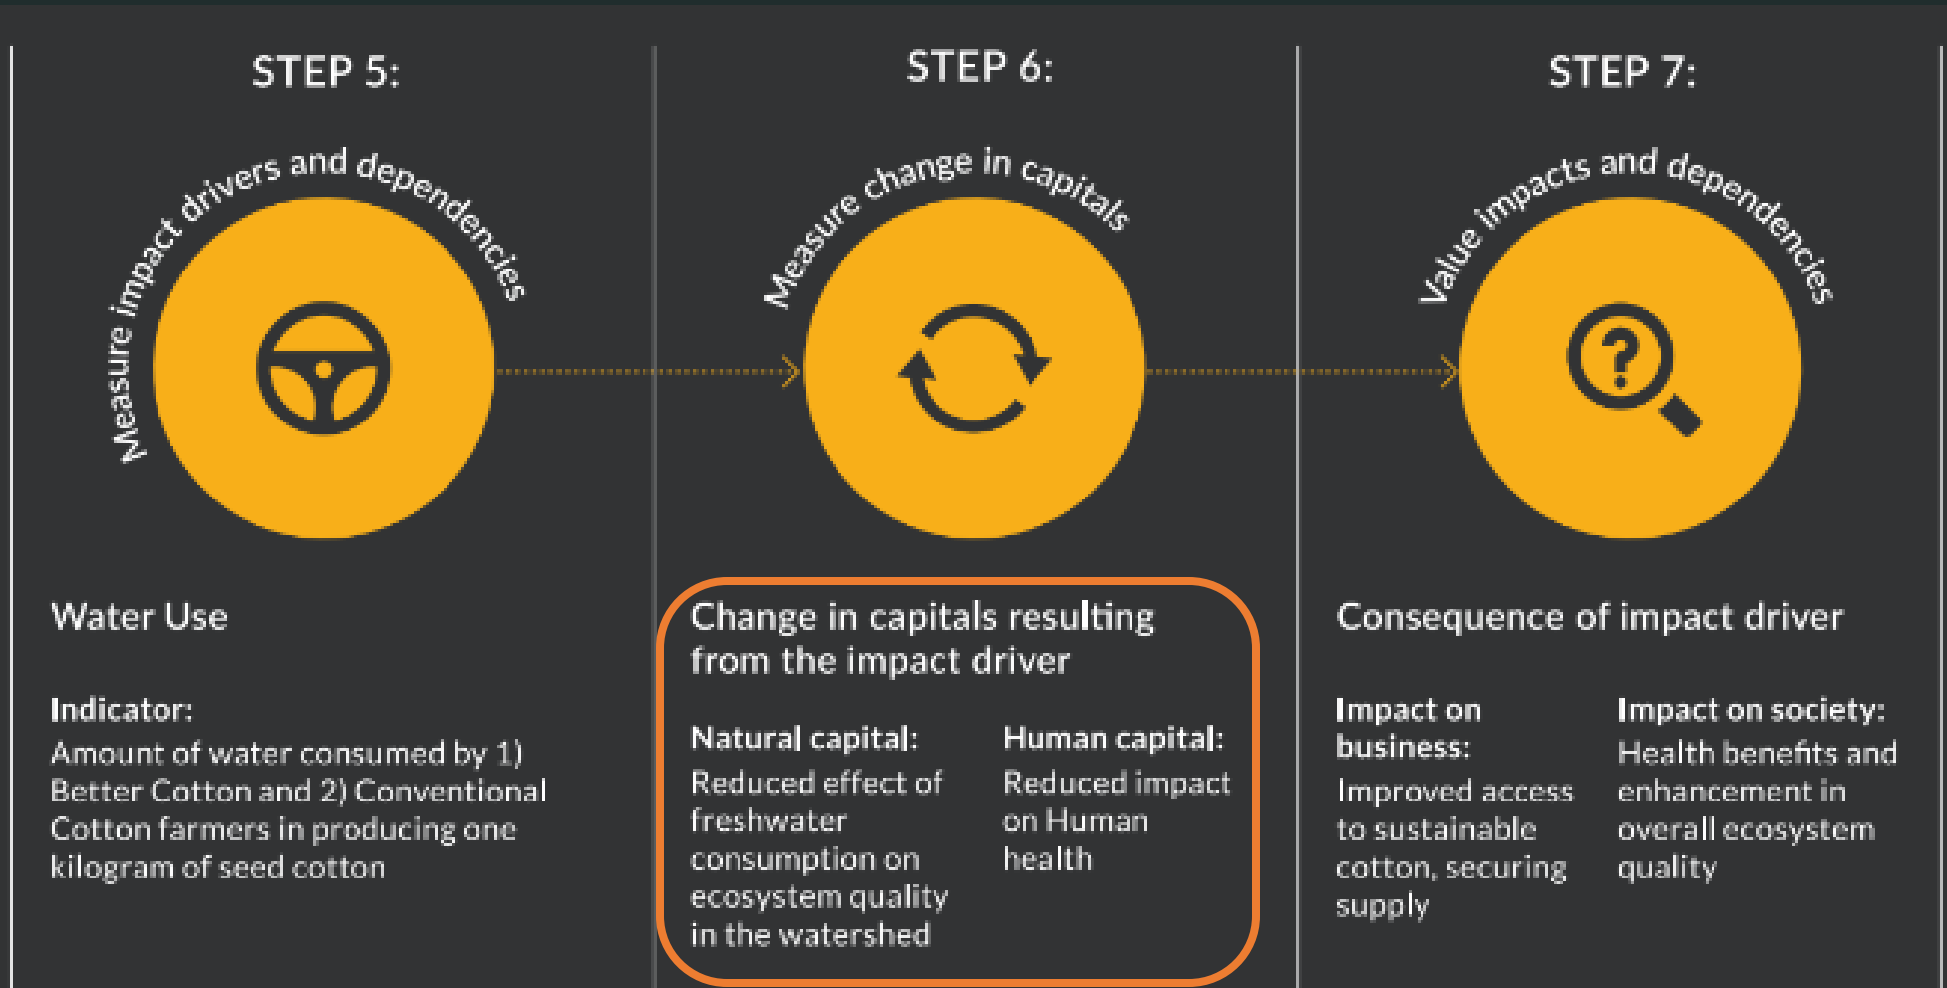 STEP 5:
Measure impact drivers and dependencies
Water Use
Indicator:
Amount of water consumed by 1)
Better Cotton and 2) Conventional
Cotton farmers in producing one
kilogram of seed cotton
STEP 6:
Measure change in capitals
Change in capitals resulting
from the impact driver
Natural capital:
Reduced effect of
freshwater
consumption on
ecosystem quality
in the watershed
Human capital:
Reduced impact
on Human
health
STEP 7:
Value impacts and dependencies
?
Consequence of impact driver
Impact on
business:
Improved access
to sustainable
cotton, securing
supply
Impact on society:
Health benefits and
enhancement in
overall ecosystem
quality